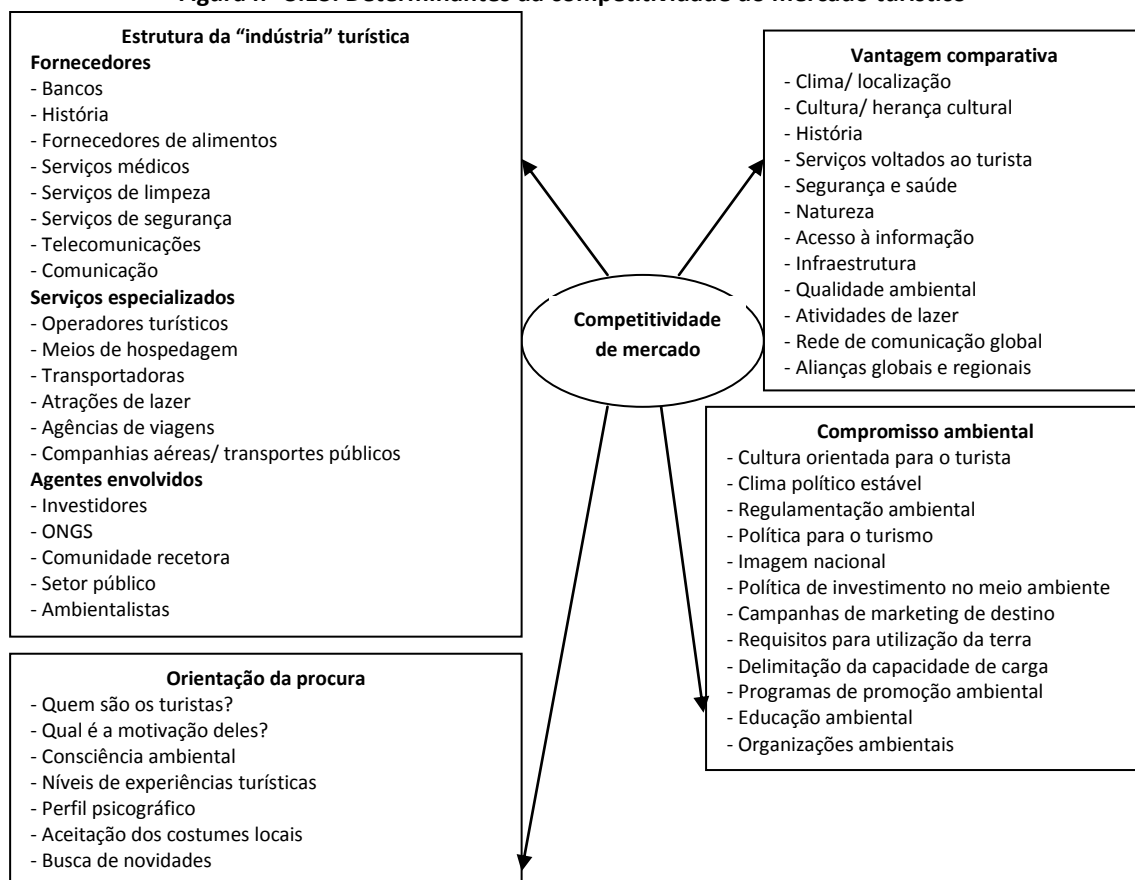 Estrutura da “indústria” turística
Fornecedores
- Bancos
- História
- Fornecedores de alimentos
- Serviços médicos
- Serviços de limpeza
- Serviços de segurança
- Telecomunicações
- Comunicação
Serviços especializados
- Operadores turísticos
- Meios de hospedagem
- Transportadoras
- Atrações de lazer
- Agências de viagens
- Companhias aéreas/ transportes públicos
Agentes envolvidos
- Investidores
- ONGS
- Comunidade recetora
- Setor público
- Ambientalistas
Vantagem comparativa
- Clima/ localização
- Cultura/ herança cultural
- História
- Serviços voltados ao turista
- Segurança e saúde
- Natureza
- Acesso à informação
- Infraestrutura
- Qualidade ambiental
- Atividades de lazer
- Rede de comunicação global
- Alianças globais e regionais
Competitividade
de mercado
Compromisso ambiental
- Cultura orientada para o turista
- Clima político estável
- Regulamentação ambiental
- Política para o turismo
- Imagem nacional
- Política de investimento no meio ambiente
- Campanhas de marketing de destino
- Requisitos para utilização da terra
- Delimitação da capacidade de carga
- Programas de promoção ambiental
- Educação ambiental
- Organizações ambientais
Orientação da procura
- Quem são os turistas?
- Qual é a motivação deles?
- Consciência ambiental
- Níveis de experiências turísticas
- Perfil psicográfico
- Aceitação dos costumes locais
- Busca de novidades